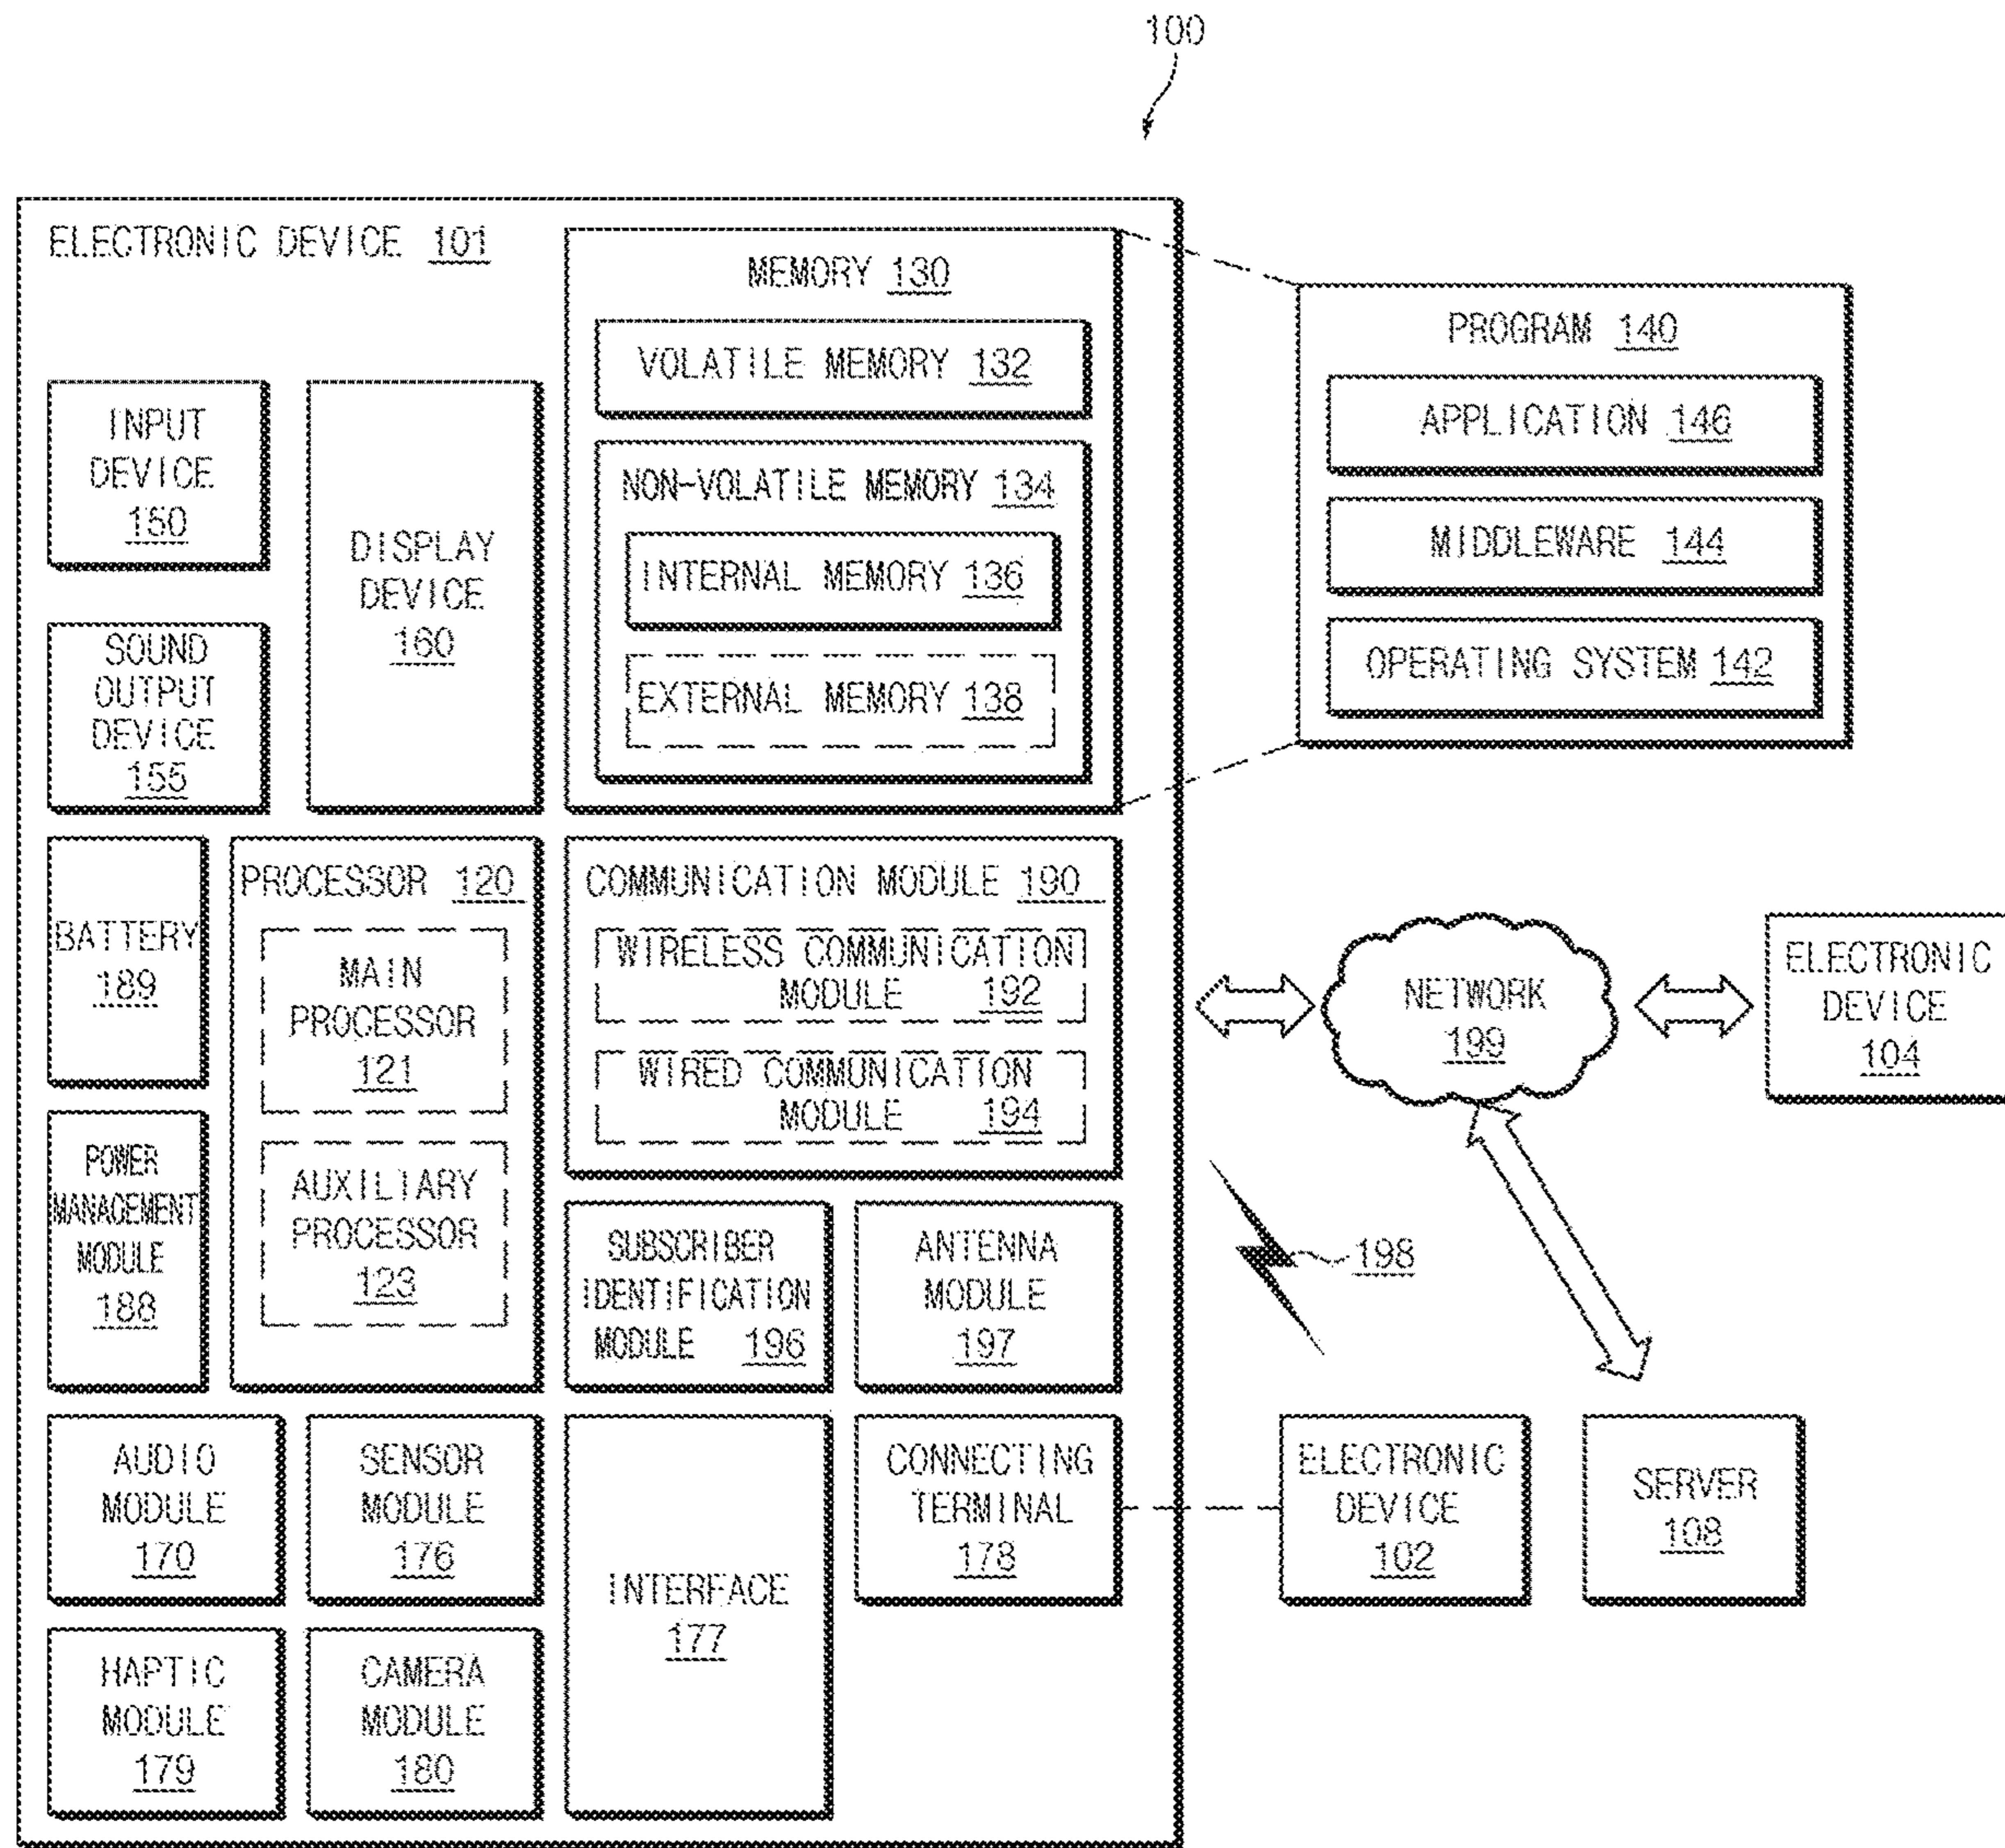 100
ELECTRONIC DEVICE 101
MEMORY 130
VOLATILE MEMORY 132
NON-VOLATILE MEMORY 134
INTERNAL MEMORY 136
EXTERNAL MEMORY 138
PROGRAM 140
APPLICATION 146
MIDDLEWARE 144
OPERATING SYSTEM 142
INPUT
DEVICE
150
SOUND
OUTPUT
DEVICE
155
DISPLAY
DEVICE
160
BATTERY
189
POWER
MANAGEMENT
MODULE
188
PROCESSOR 120
MAIN
PROCESSOR
121
AUXILIARY
PROCESSOR
123
COMMUNICATION MODULE 190
WIRELESS COMMUNICATION
MODULE 192
WIRED COMMUNICATION
MODULE 194
SUBSCRIBER
IDENTIFICATION
MODULE 196
ANTENNA
MODULE
197
NETWORK
199
ELECTRONIC
DEVICE
104
198
AUDIO
MODULE
170
SENSOR
MODULE
176
INTERFACE
177
CONNECTING
TERMINAL
178
ELECTRONIC
DEVICE
102
SERVER
108
HAPTIC
MODULE
179
CAMERA
MODULE
180